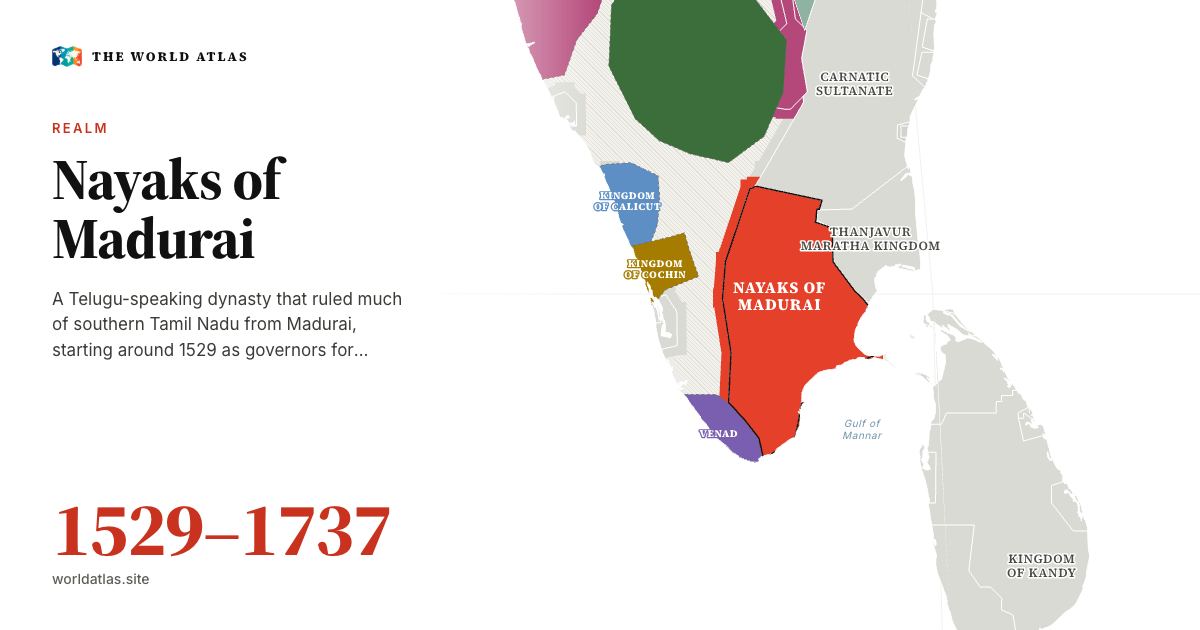 THE WORLD ATLAS
REALM
Nayaks of
Madurai
A Telugu-speaking dynasty that ruled much
of southern Tamil Nadu from Madurai,
starting around 1529 as governors for...
1529–1737
worldatlas.site
CARNATIC
SULTANATE
KINGDOM
OF CALICUT
THANJAVUR
MARATHA KINGDOM
KINGDOM
OF COCHIN
NAYAKS OF
MADURAI
VENAD
Gulf of
Mannar
KINGDOM
OF KANDY